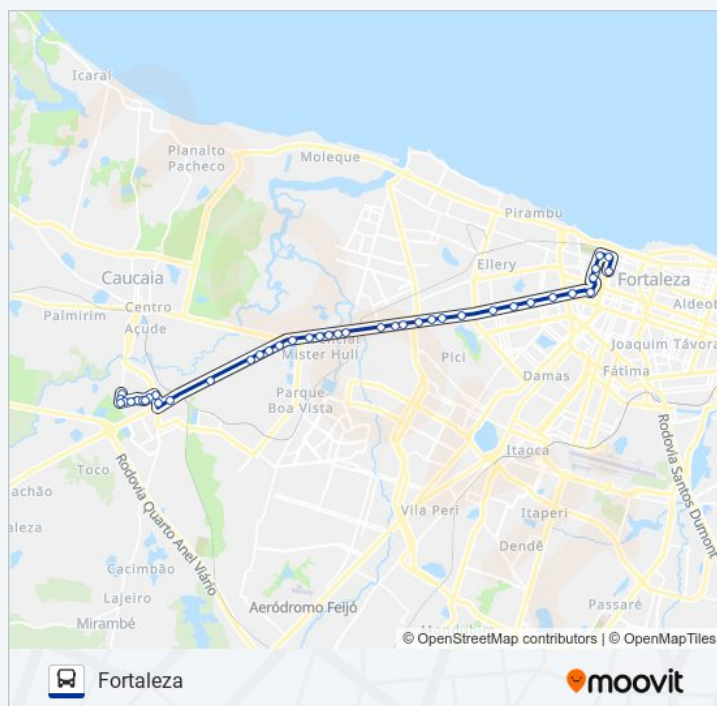 Icaraí
Planalto
Pacheco
Moleque
Pirambu
Caucaia
Ellery
Fortaleza
Centro
Palmirim
Açude
Aldeot
Mister Hull
Joaquim Távora
Pici
Damas
Fátima
Parque
Boa Vista
Toco
Itaoca
Rodovia Quarto Anel Viário
Rodovia Santos Dumont
achão
Vila Peri
Itaperi
aleza
Dendê
Cacimbão
Lajeiro
Aeródromo Feijó
Passaré
Mirambé
© OpenStreetMap contributors | © OpenMapTiles
Fortaleza
moovit